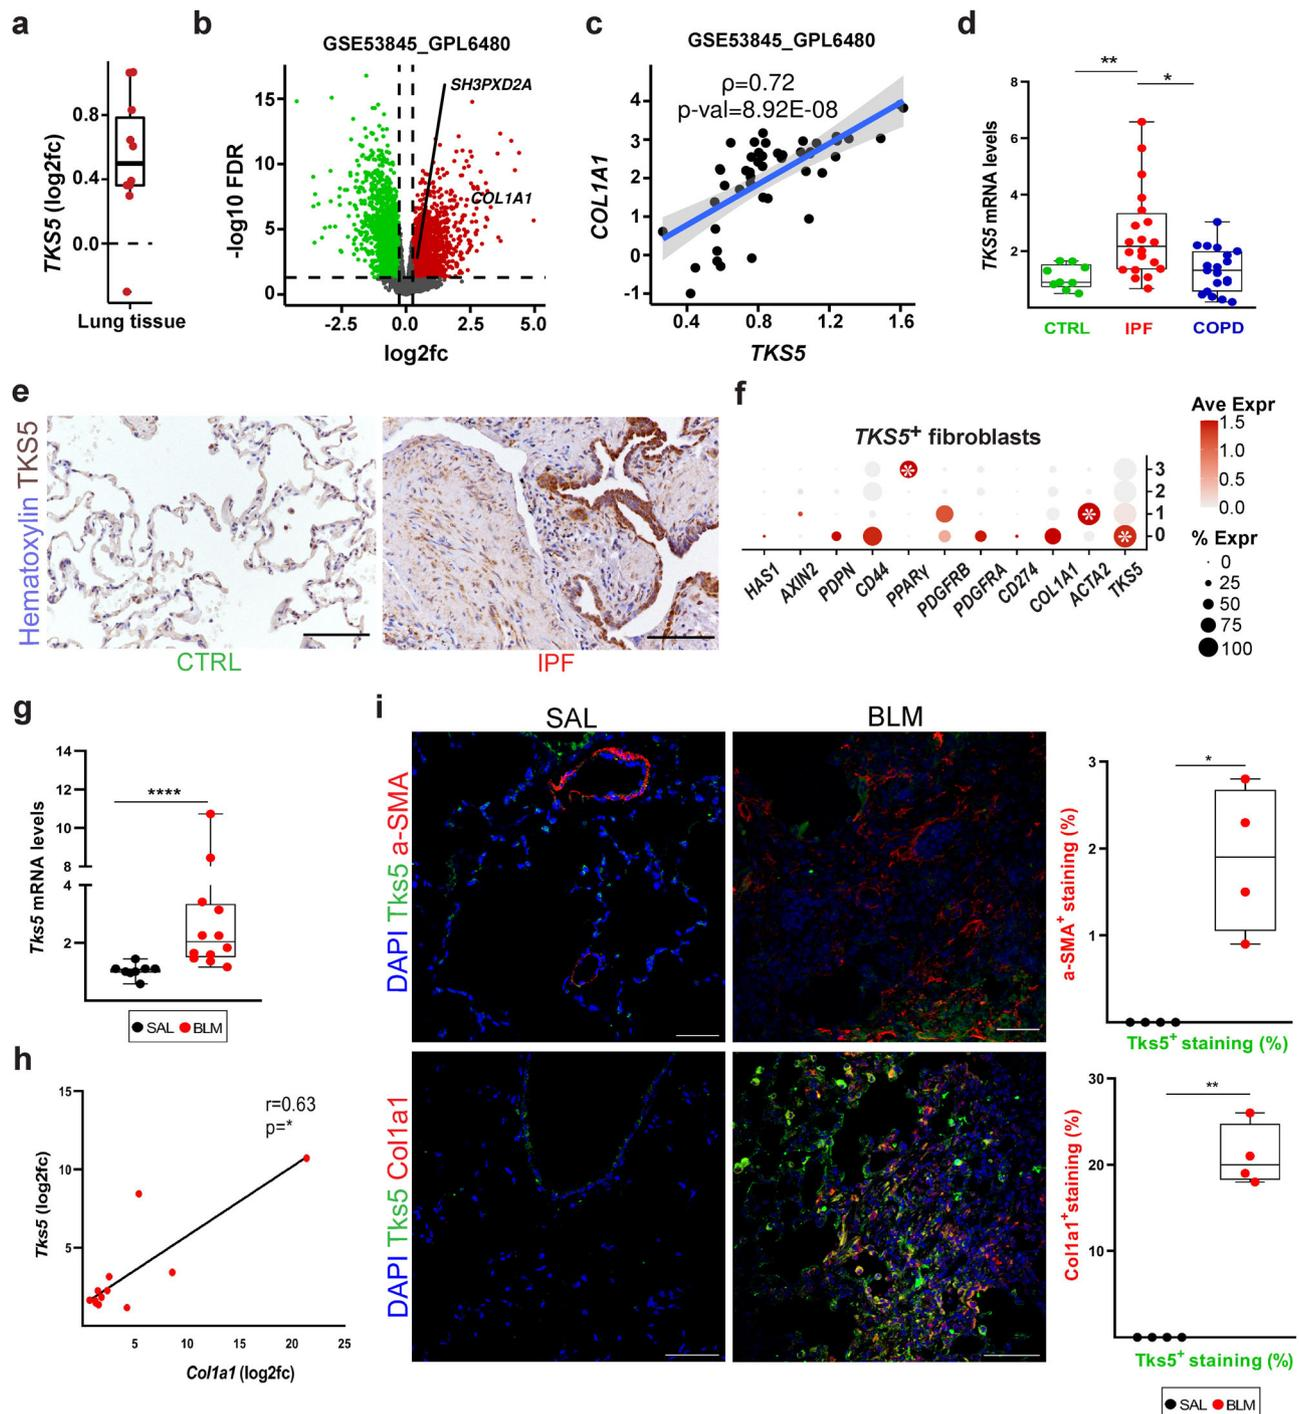 a
TKS5 (log2fc)
0.8
0.4
0.0
Lung tissue
b
GSE53845_GPL6480
-log10 FDR
15
10
5
0
SH3PXD2A
COL1A1
-2.5 0.0 2.5 5.0
log2fc
c
GSE53845_GPL6480
ρ=0.72
p-val=8.92E-08
COL1A1
4
3
2
1
0
-1
0.4 0.8 1.2 1.6
TKS5
d
**
*
TKS5 mRNA levels
8
6
4
2
CTRL IPF COPD
e
Hematoxylin TKS5
CTRL
IPF
f
TKS5+ fibroblasts
3
2
1
0
HAS1 AXIN2 PDPN CD44 PPARγ PDGFRB PDGFRA CD274 COL1A1 ACTA2 TKS5
Ave Expr
1.5
1.0
0.5
0.0
% Expr
0
25
50
75
100
g
Tks5 mRNA levels
14
12
10
8
4
2
****
SAL BLM
h
Tks5 (log2fc)
15
10
5
r=0.63
p=*
5 10 15 20 25
Col1a1 (log2fc)
i
SAL BLM
DAPI Tks5 a-SMA
DAPI Tks5 Col1a1
a-SMA+ staining (%)
3
2
1
*
Tks5+ staining (%)
Col1a1+staining (%)
30
20
10
**
Tks5+ staining (%)
SAL BLM